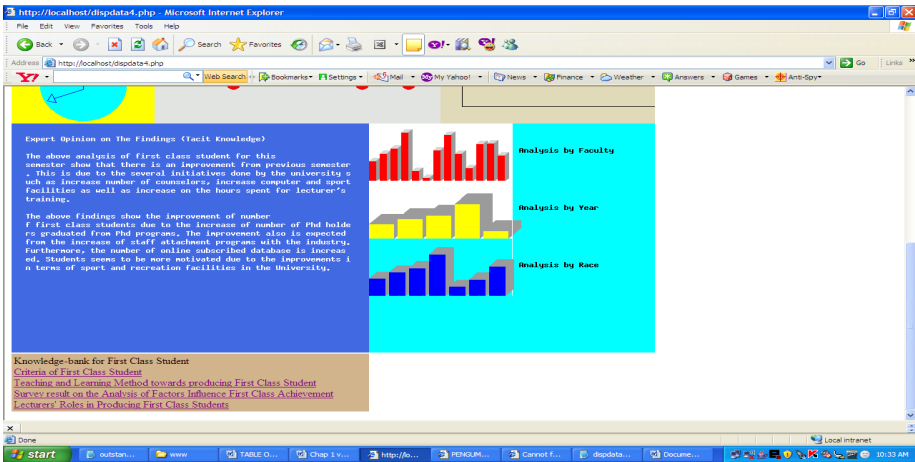 http://localhost/dispdata4.php - Microsoft Internet Explorer
File Edit View Favorites Tools Help
Back Search Favorites
Address http://localhost/dispdata4.php Go Links »
Y7! Web Search Bookmarks Settings Mail My Yahoo! News Finance Weather Answers Games Anti-Spy
Expert Opinion on The Findings (Tacit Knowledge)
The above analysis of first class student for this
semester show that there is an improvement from previous semester
. This is due to the several initiatives done by the university s
uch as increase number of counselors, increase computer and sport
facilities as well as increase on the hours spent for lecturer's
training.
The above findings show the improvement of number
f first class students due to the increase of number of Phd holde
rs graduated from Phd programs. The improvement also is expected
from the increase of staff attachment programs with the industry.
Furthermore, the number of online subscribed database is increas
ed. Students seems to be more motivated due to the improvements i
n terms of sport and recreation facilities in the University.
Analysis by Faculty
Analysis by Year
Analysis by Race
Knowledge-bank for First Class Student
Criteria of First Class Student
Teaching and Learning Method towards producing First Class Student
Survey result on the Analysis of Factors Influence First Class Achievement
Lecturers' Roles in Producing First Class Students
Done Local intranet
start outstan... www TABLE O... Chap 1 v... http://lo... PENGUM... Cannot f... dispdata... Docume... 10:33 AM